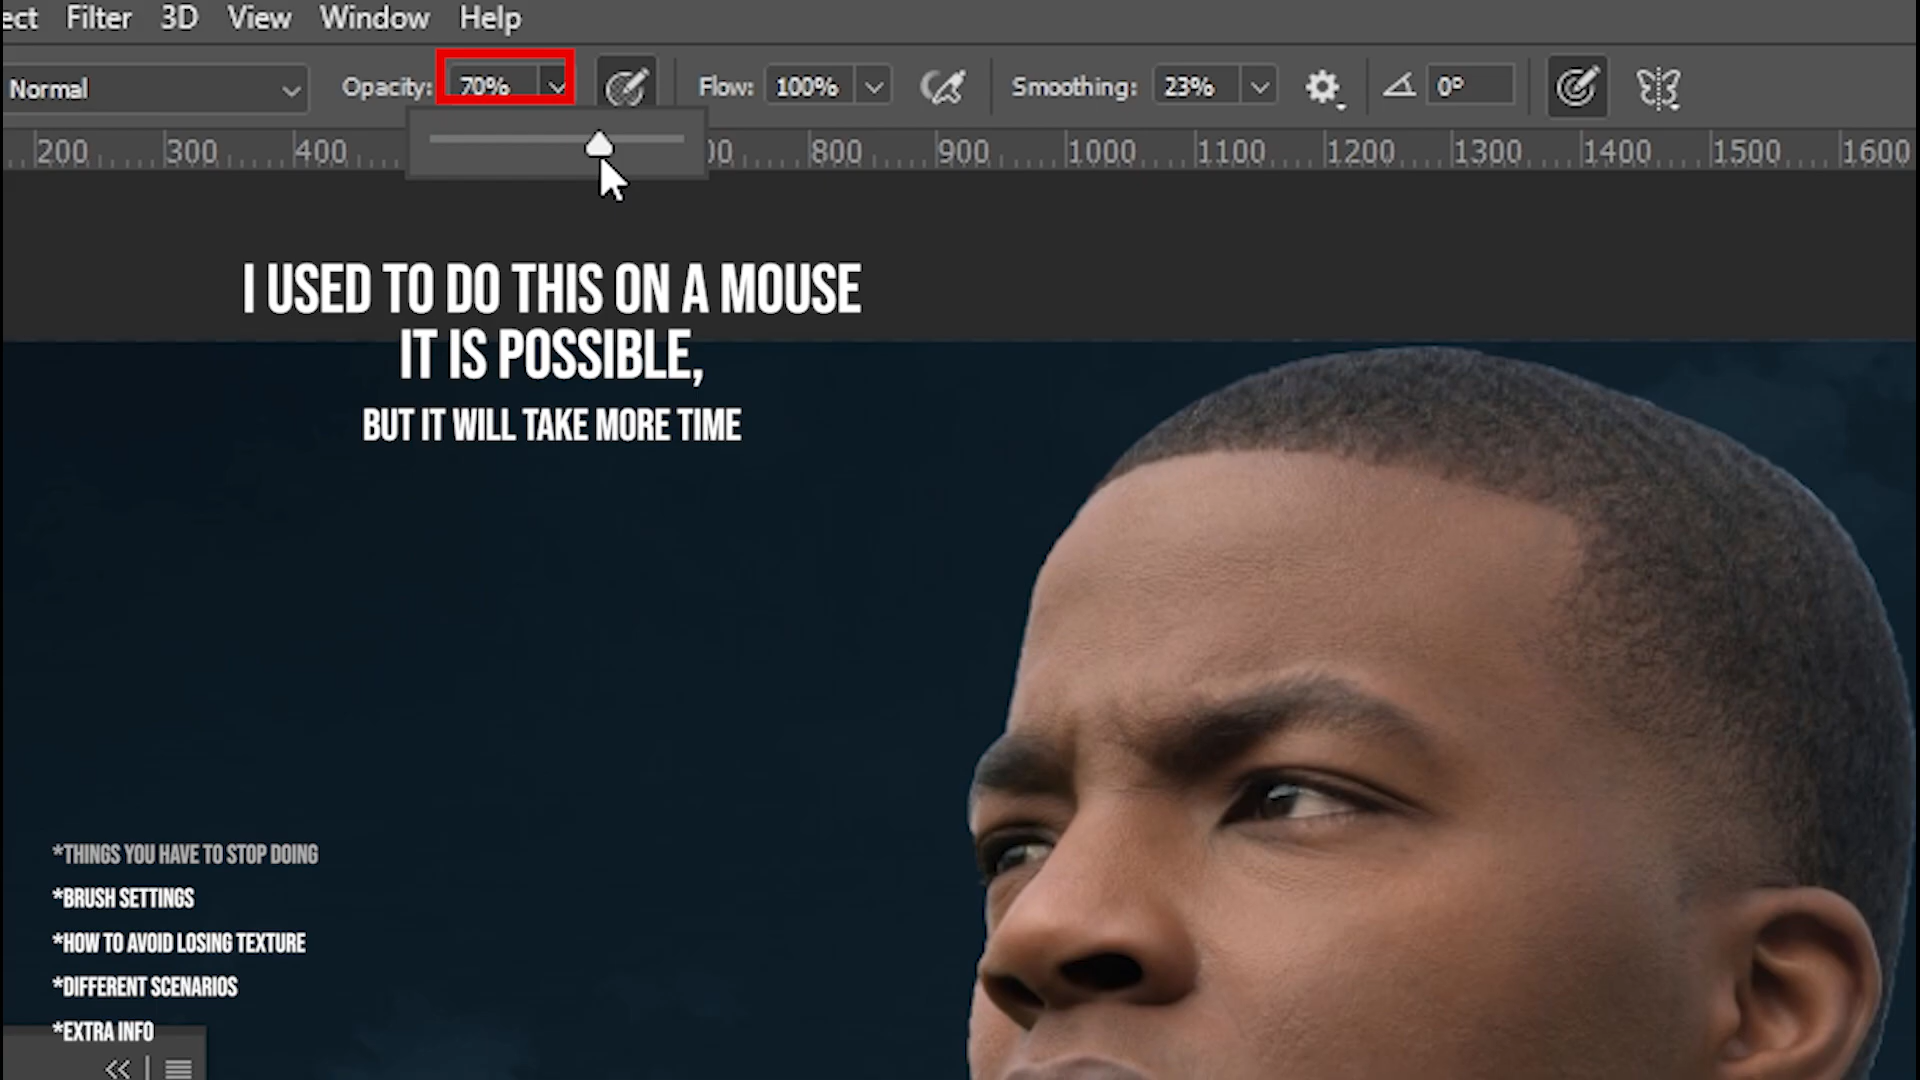 ect Filter 3D View Window Help
Normal Opacity: 70% Flow: 100% Smoothing: 23% 0°
200 300 400 00 800 900 1000 1100 1200 1300 1400 1500 1600
I USED TO DO THIS ON A MOUSE
IT IS POSSIBLE,
BUT IT WILL TAKE MORE TIME
*THINGS YOU HAVE TO STOP DOING
*BRUSH SETTINGS
*HOW TO AVOID LOSING TEXTURE
*DIFFERENT SCENARIOS
*EXTRA INFO